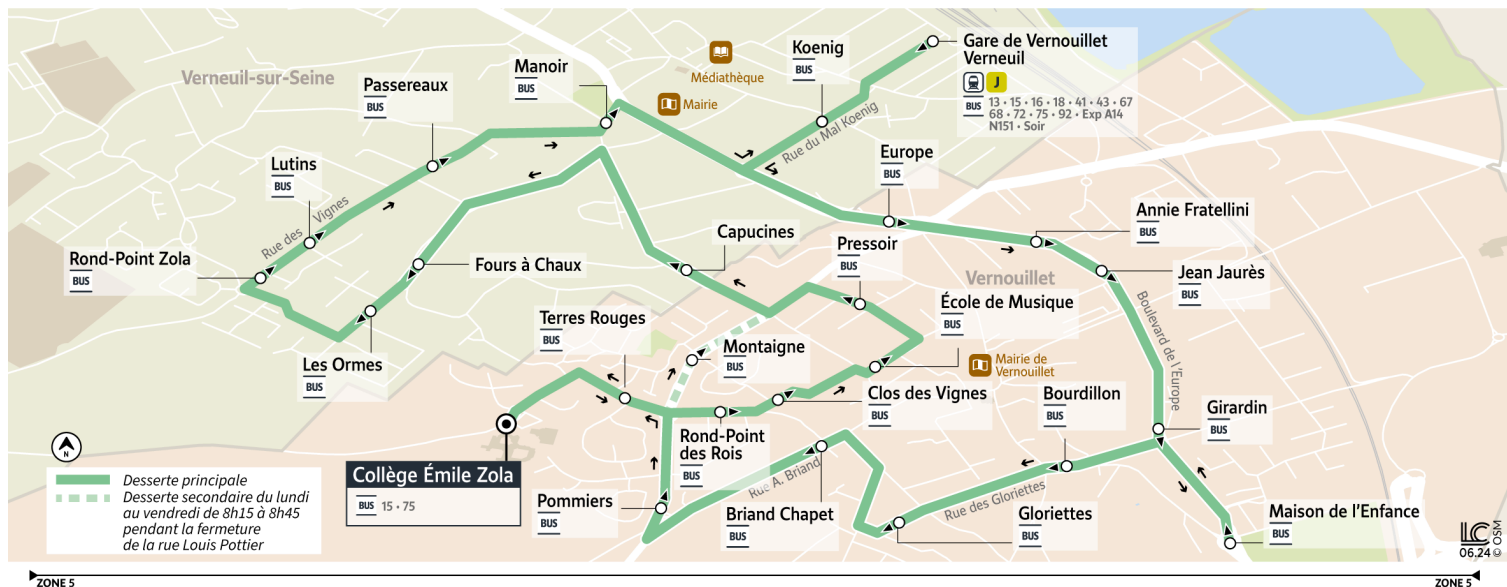 Verneuil-sur-Seine
Passereaux
BUS
Manoir
BUS
Médiathèque
Mairie
Koenig
BUS
Gare de Vernouillet
Verneuil
J
BUS 13 • 15 • 16 • 18 • 41 • 43 • 67
68 • 72 • 75 • 92 • Exp A14
N151 • Soir
Rue du Mal Koenig
Lutins
BUS
Rue des Vignes
Europe
BUS
Annie Fratellini
BUS
Rond-Point Zola
BUS
Fours à Chaux
Capucines
Pressoir
BUS
Vernouillet
Jean Jaurès
BUS
École de Musique
BUS
Boulevard de l'Europe
Terres Rouges
BUS
Montaigne
BUS
Les Ormes
BUS
Mairie de
Vernouillet
Clos des Vignes
BUS
Bourdillon
BUS
Girardin
BUS
N
Desserte principale
Desserte secondaire du lundi
au vendredi de 8h15 à 8h45
pendant la fermeture
de la rue Louis Pottier
Collège Émile Zola
BUS 15 • 75
Rond-Point
des Rois
BUS
Pommiers
BUS
Rue A. Briand
Briand Chapet
BUS
Rue des Gloriettes
Gloriettes
BUS
Maison de l'Enfance
BUS
LC
06.24
© OSM
ZONE 5
ZONE 5